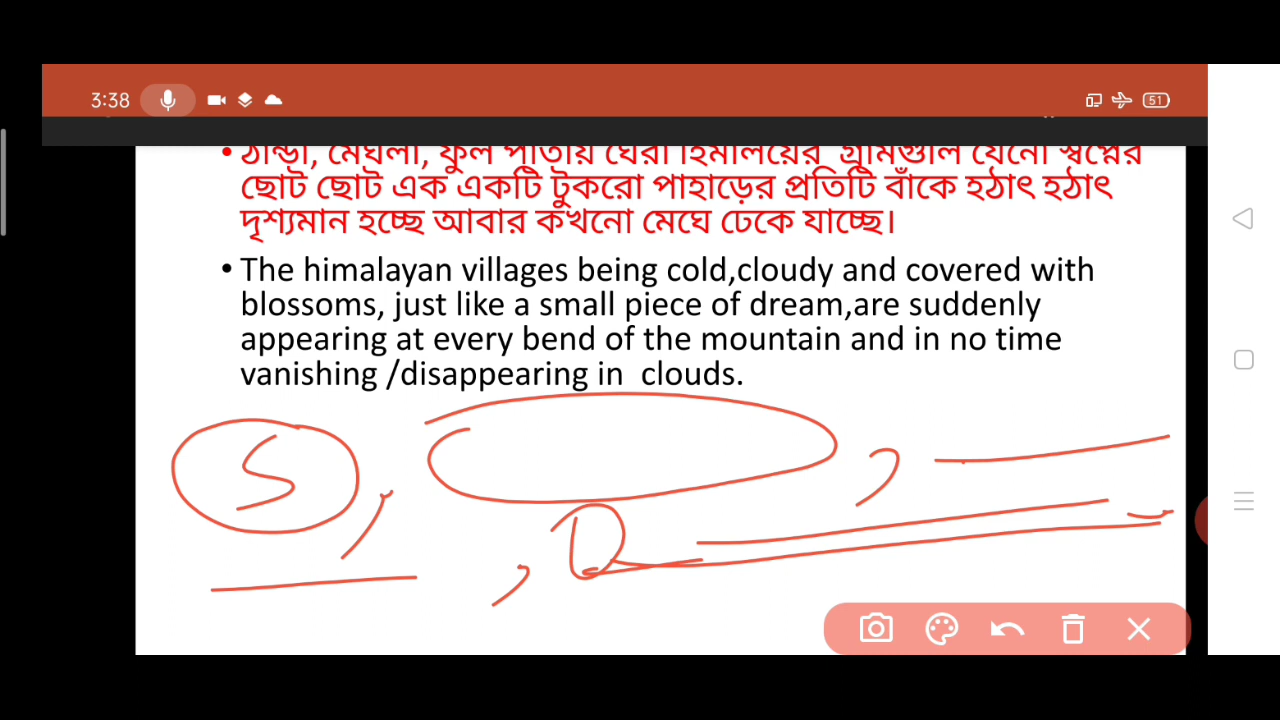 3:38
51
• ঠান্ডা, মেঘলা, ফুল পাতায় ঘেরা হিমালয়ের গ্রামগুলি যেনো স্বপ্নের
ছোট ছোট এক একটি টুকরো পাহাড়ের প্রতিটি বাঁকে হঠাৎ হঠাৎ
দৃশ্যমান হচ্ছে আবার কখনো মেঘে ঢেকে যাচ্ছে।
• The himalayan villages being cold,cloudy and covered with
blossoms, just like a small piece of dream,are suddenly
appearing at every bend of the mountain and in no time
vanishing /disappearing in clouds.
S , ,
,